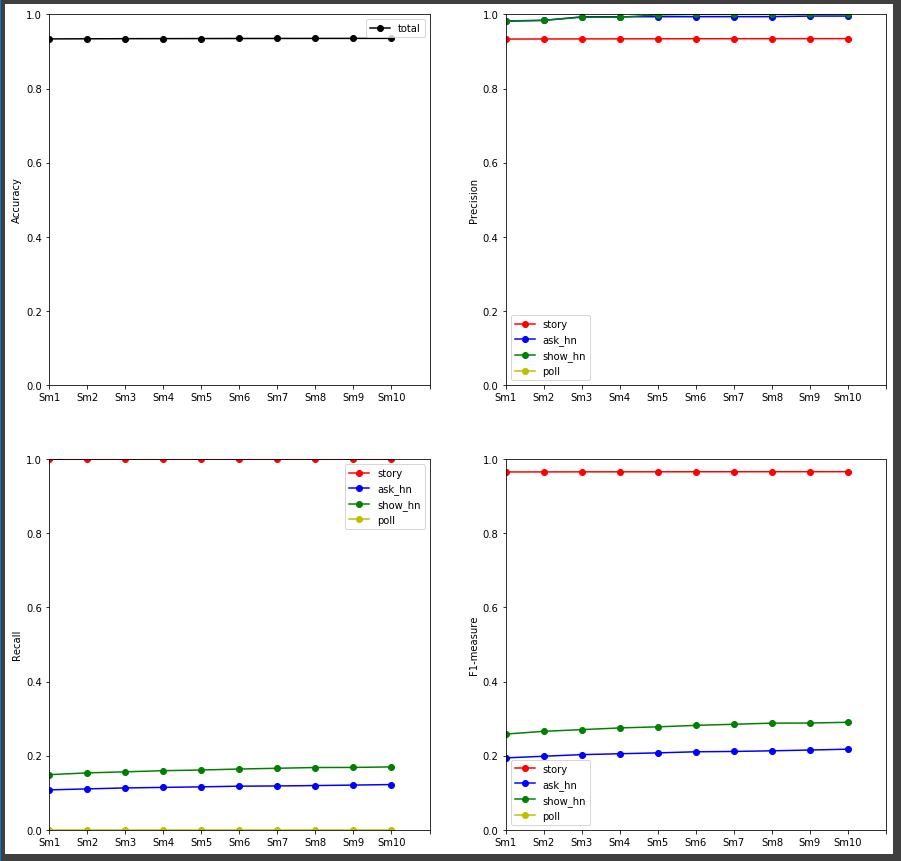 1.0
0.8
0.6
0.4
0.2
0.0
Accuracy
total
Sm1 Sm2 Sm3 Sm4 Sm5 Sm6 Sm7 Sm8 Sm9 Sm10
1.0
0.8
0.6
0.4
0.2
0.0
Precision
story
ask_hn
show_hn
poll
Sm1 Sm2 Sm3 Sm4 Sm5 Sm6 Sm7 Sm8 Sm9 Sm10
1.0
0.8
0.6
0.4
0.2
0.0
Recall
story
ask_hn
show_hn
poll
Sm1 Sm2 Sm3 Sm4 Sm5 Sm6 Sm7 Sm8 Sm9 Sm10
1.0
0.8
0.6
0.4
0.2
0.0
F1-measure
story
ask_hn
show_hn
poll
Sm1 Sm2 Sm3 Sm4 Sm5 Sm6 Sm7 Sm8 Sm9 Sm10